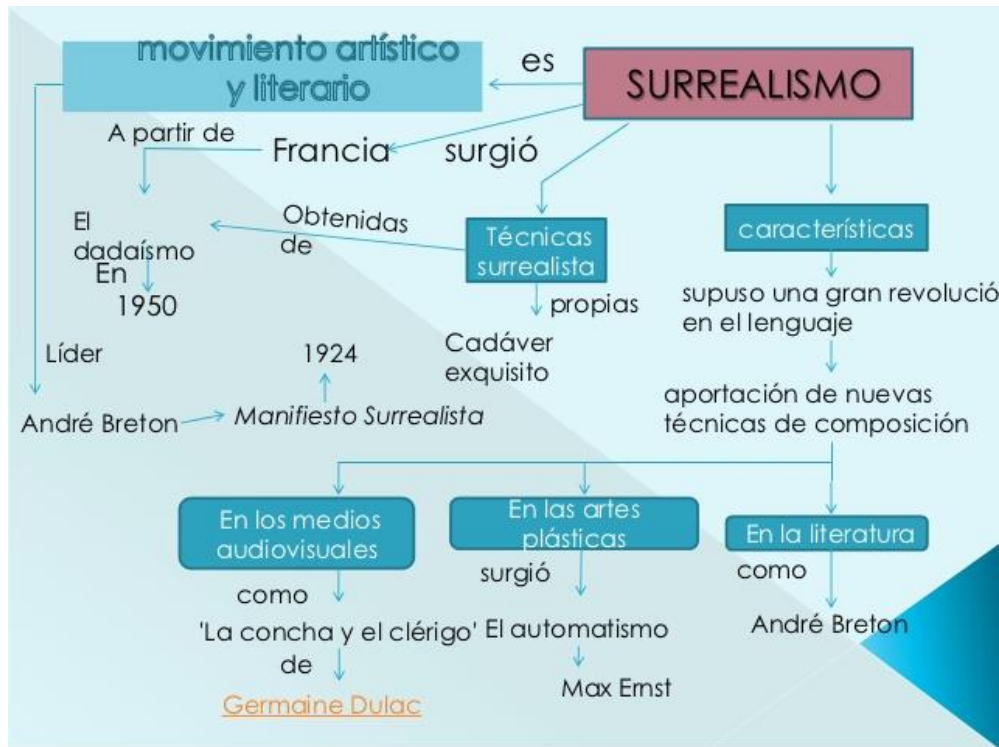 movimiento artístico
y literario
es
SURREALISMO
A partir de
Francia
surgió
El
dadaísmo
En
1950
Obtenidas
de
Técnicas
surrealista
propias
Cadáver
exquisito
características
supuso una gran revolució
en el lenguaje
aportación de nuevas
técnicas de composición
Líder
André Breton
Manifiesto Surrealista
1924
En los medios
audiovisuales
como
'La concha y el clérigo'
de
Germaine Dulac
En las artes
plásticas
surgió
El automatismo
Max Ernst
En la literatura
como
André Breton